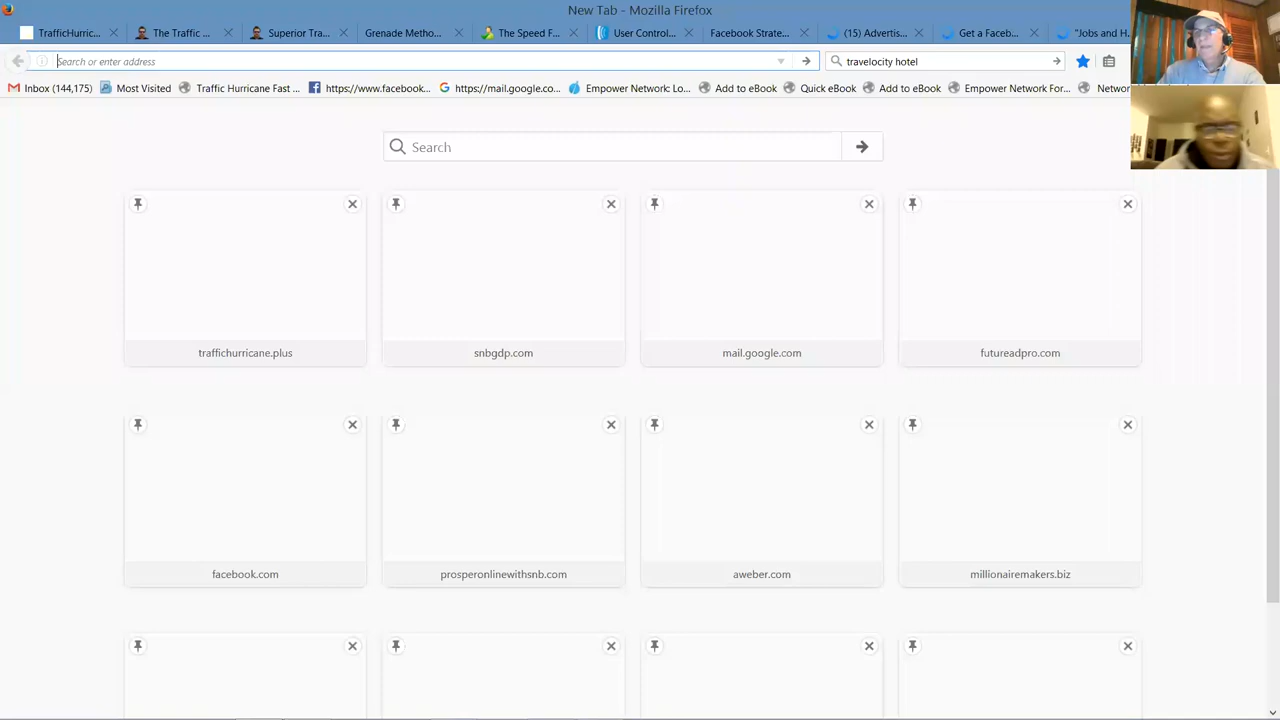 New Tab - Mozilla Firefox
TrafficHurric... The Traffic ... Superior Tra... Grenade Metho... The Speed F... User Control... Facebook Strate... (15) Advertis... Get a Faceb... "Jobs and H...
Search or enter address travelocity hotel
Inbox (144,175) Most Visited Traffic Hurricane Fast ... https://www.facebook... https://mail.google.co... Empower Network: Lo... Add to eBook Quick eBook Add to eBook Empower Network For... Network
Search
traffichurricane.plus snbgdp.com mail.google.com futureadpro.com
facebook.com prosperonlinewithsnb.com aweber.com millionairemakers.biz